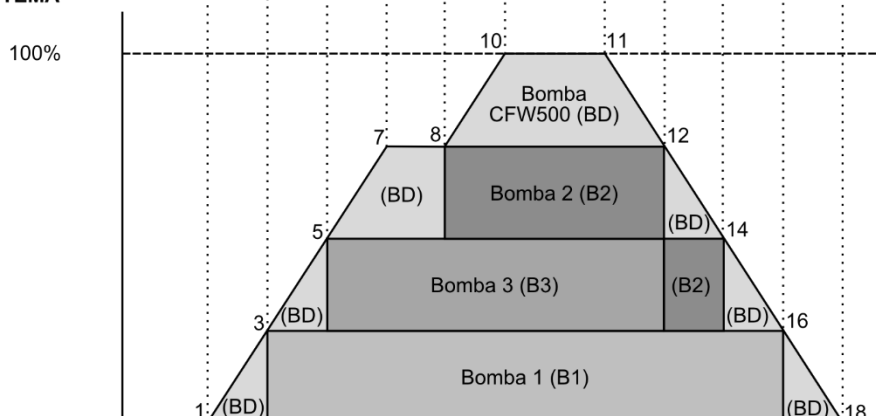 100%
10
11
Bomba
CFW500 (BD)
7
8
12
(BD)
Bomba 2 (B2)
(BD)
5
14
Bomba 3 (B3)
(B2)
3
(BD)
(BD)
16
Bomba 1 (B1)
1
(BD)
(BD)
18